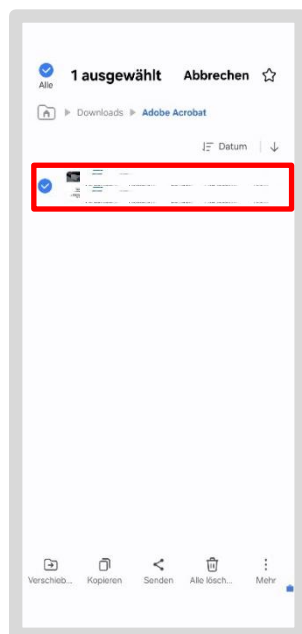 Alle 1 ausgewählt Abbrechen
Downloads Adobe Acrobat
Datum
Verschieb... Kopieren Senden Alle lösch... Mehr